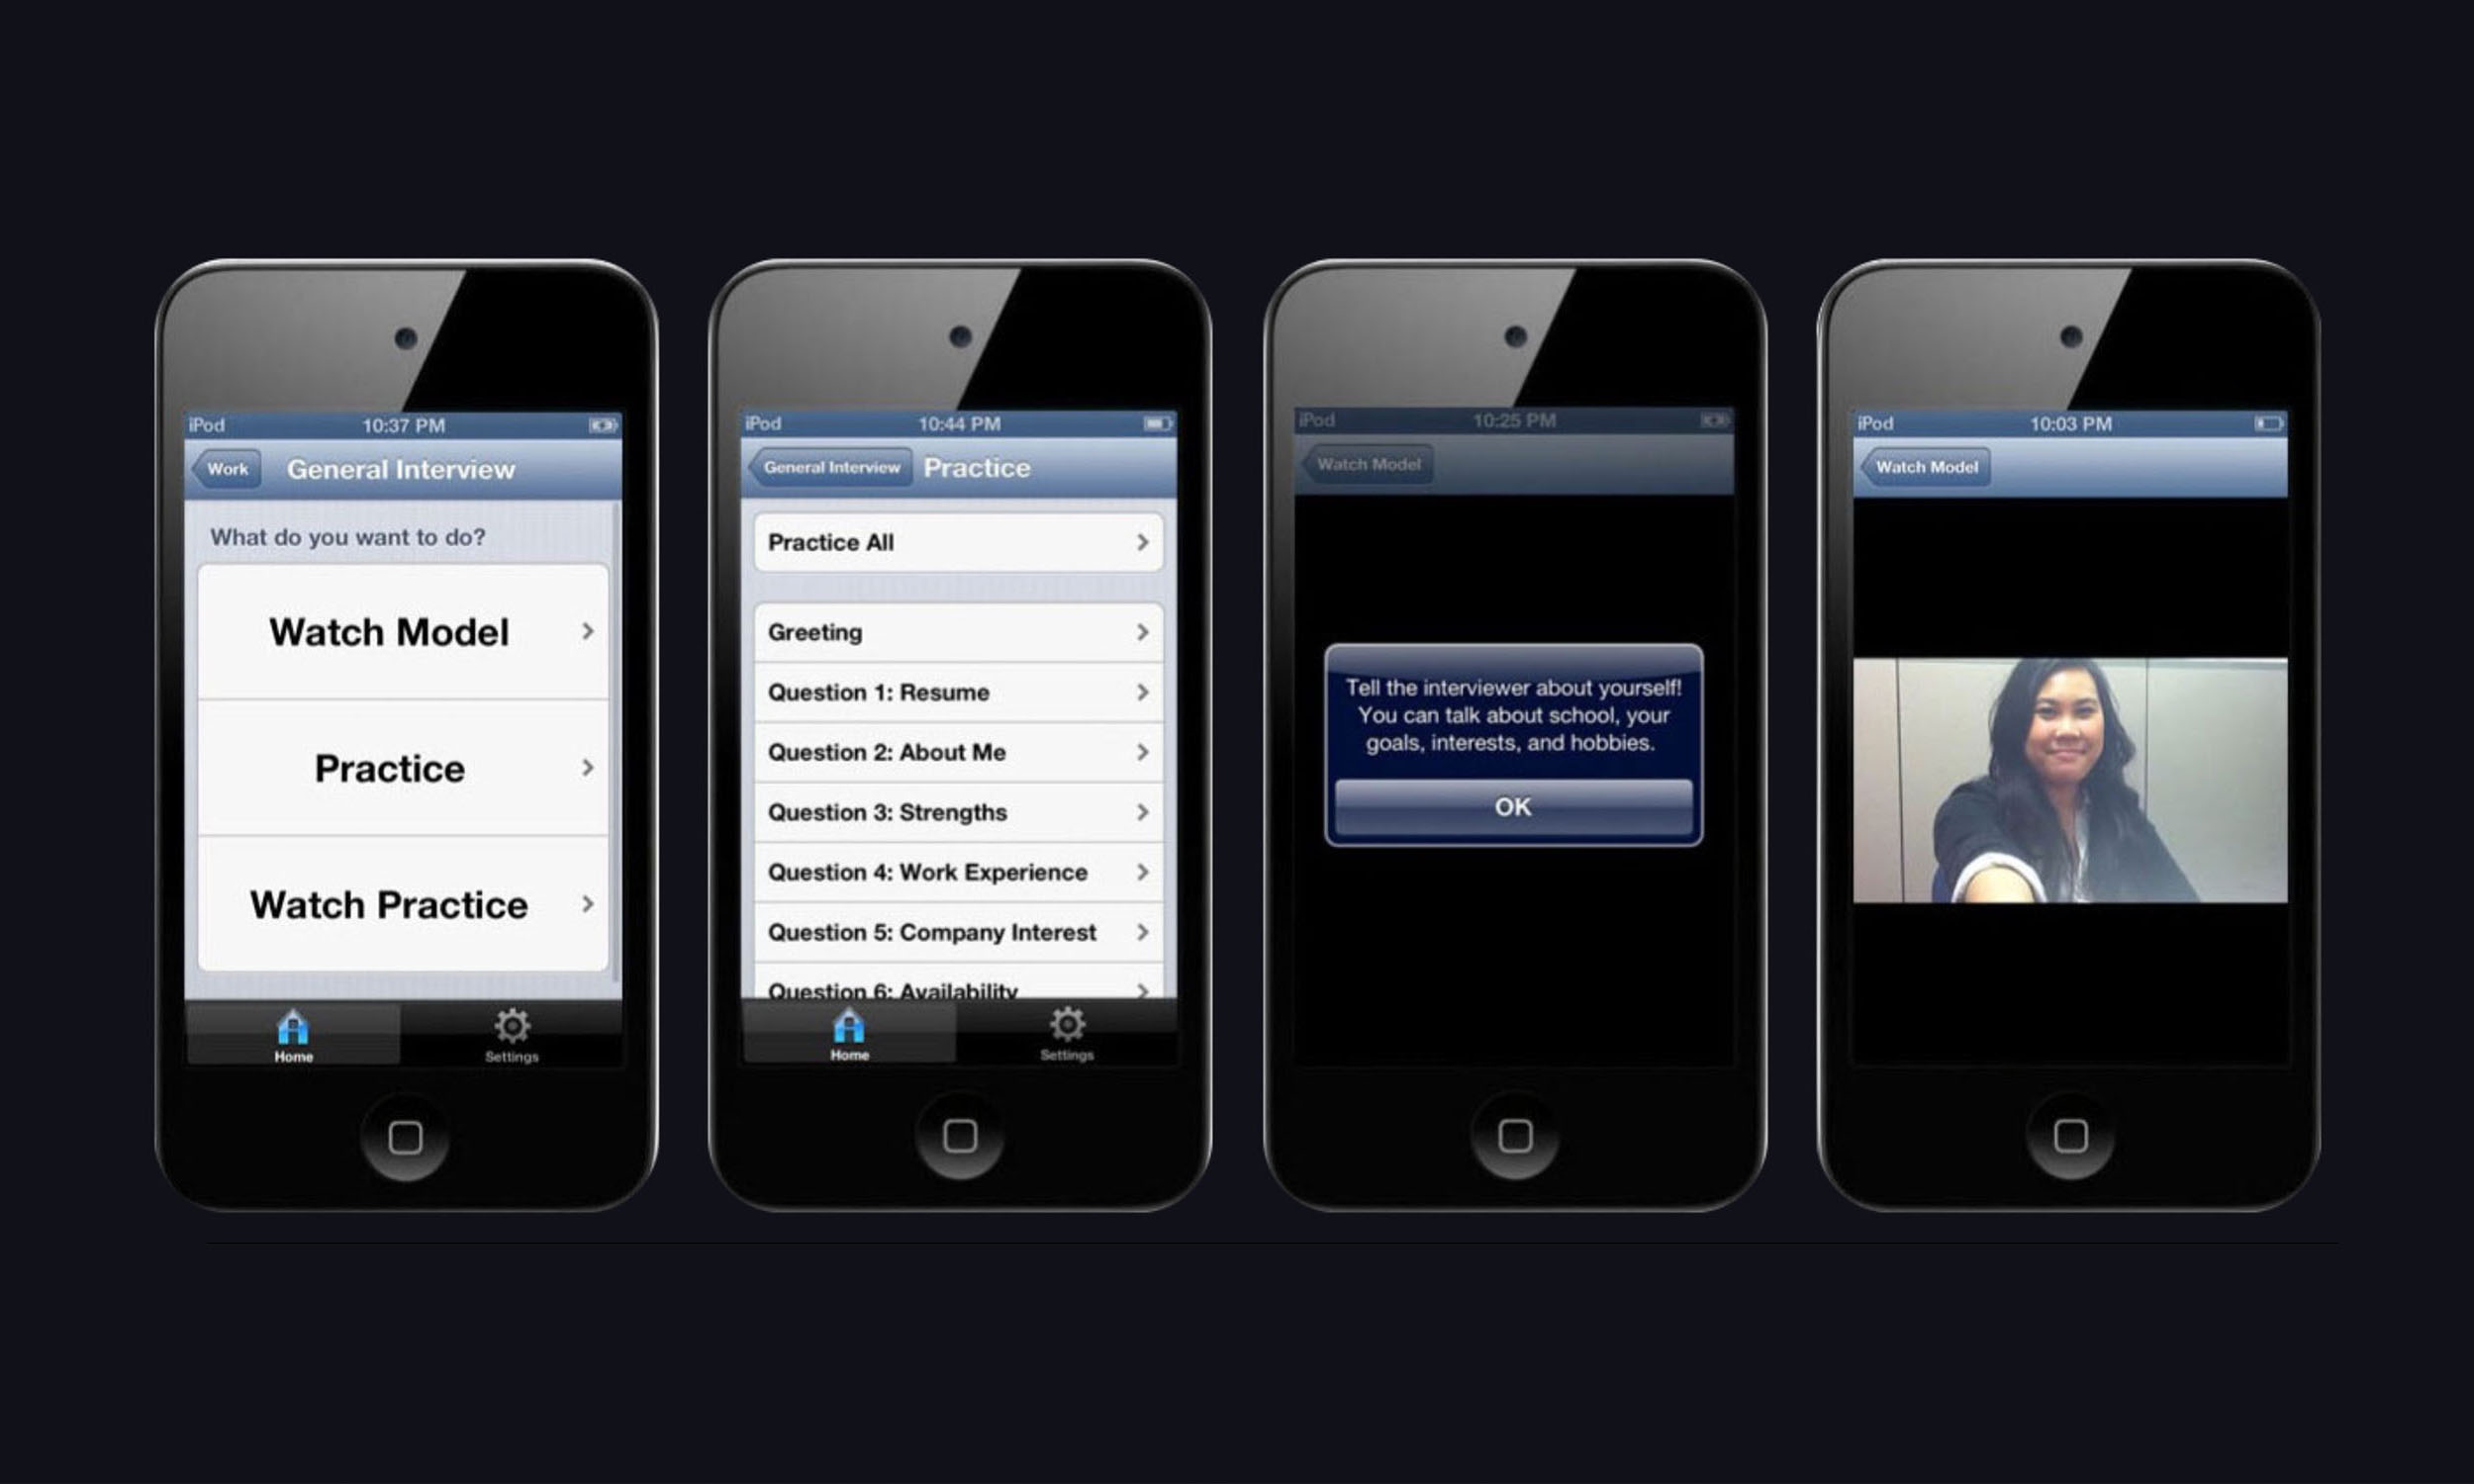 iPod 10:37 PM
Work General Interview
What do you want to do?
Watch Model
Practice
Watch Practice
Home Settings
iPod 10:44 PM
General Interview Practice
Practice All
Greeting
Question 1: Resume
Question 2: About Me
Question 3: Strengths
Question 4: Work Experience
Question 5: Company Interest
Question 6: Availability
Home Settings
iPod 10:25 PM
Watch Model
Tell the interviewer about yourself!
You can talk about school, your
goals, interests, and hobbies.
OK
iPod 10:03 PM
Watch Model